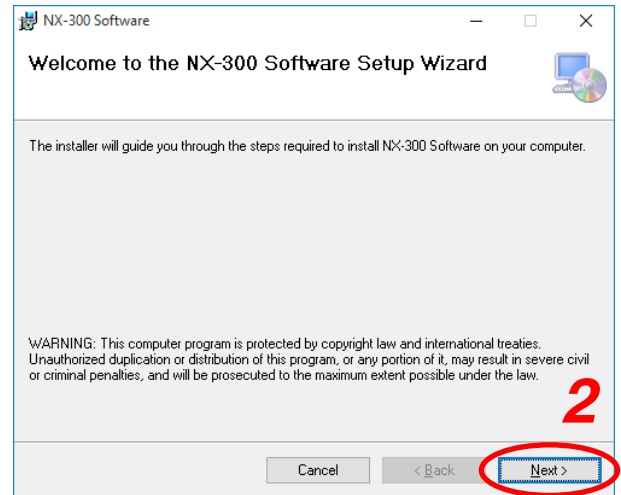 NX-300 Software
Welcome to the NX-300 Software Setup Wizard
The installer will guide you through the steps required to install NX-300 Software on your computer.
WARNING: This computer program is protected by copyright law and international treaties.
Unauthorized duplication or distribution of this program, or any portion of it, may result in severe civil
or criminal penalties, and will be prosecuted to the maximum extent possible under the law.
2
Cancel < Back Next >